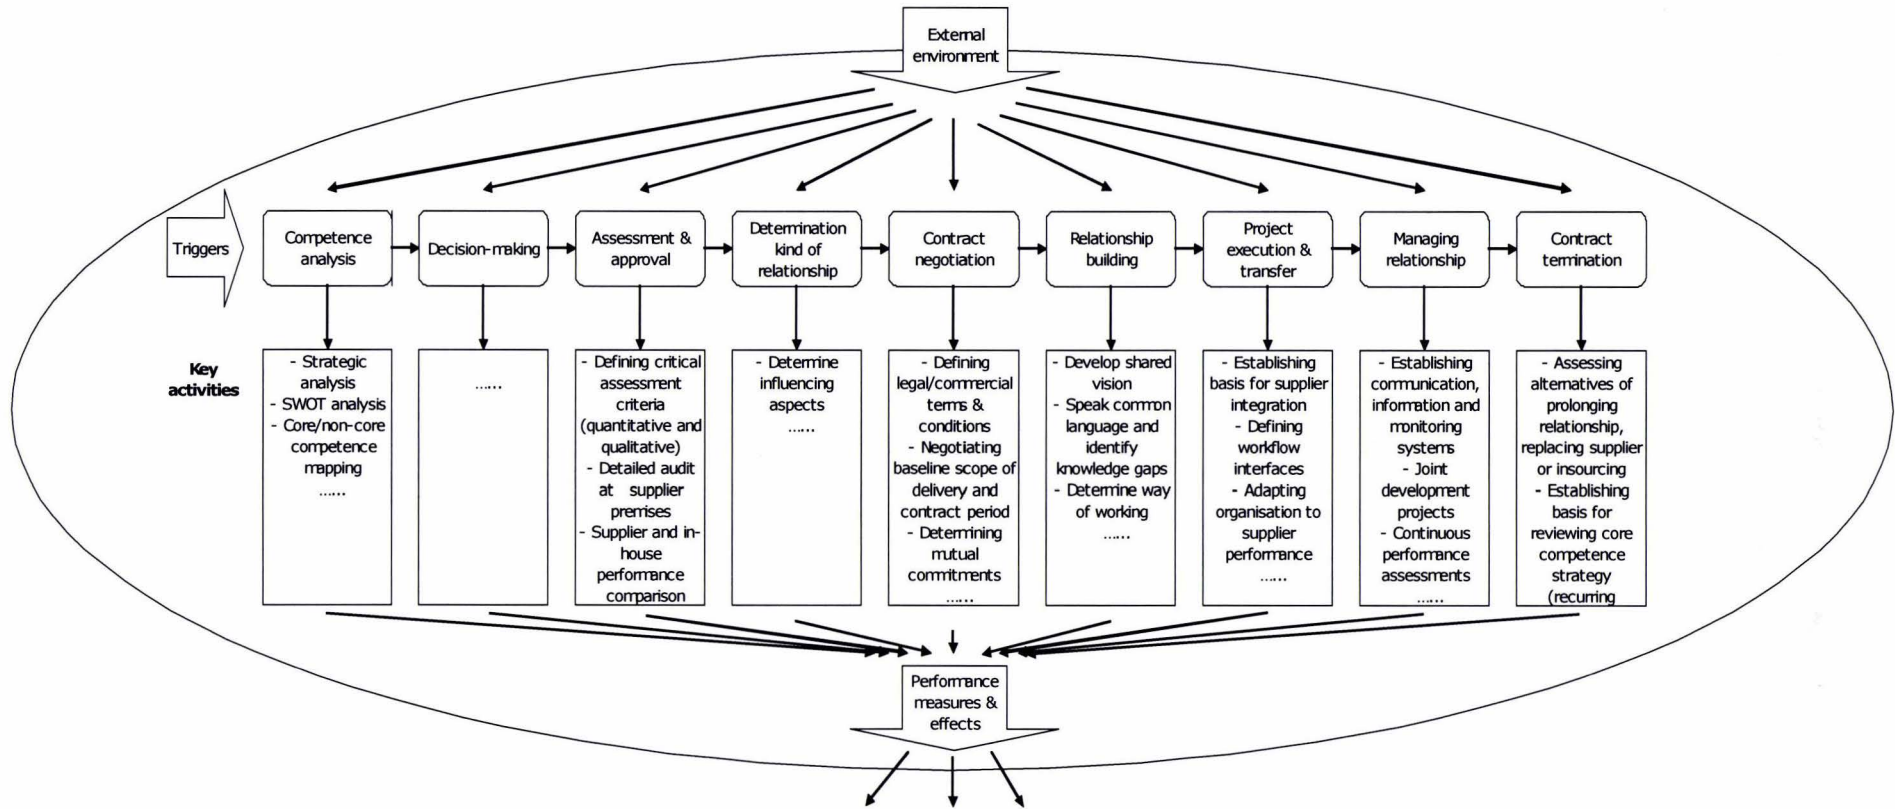 External
environment
Triggers
Competence
analysis
Decision-making
Assessment &
approval
Determination
kind of
relationship
Contract
negotiation
Relationship
building
Project
execution &
transfer
Managing
relationship
Contract
termination
Key
activities
- Strategic
analysis
- SWOT analysis
- Core/non-core
competence
mapping
......
......
- Defining critical
assessment
criteria
(quantitative and
qualitative)
- Detailed audit
at supplier
premises
- Supplier and in-
house
performance
comparison
- Determine
influencing
aspects
......
- Defining
legal/commercial
terms &
conditions
- Negotiating
baseline scope of
delivery and
contract period
- Determining
mutual
commitments
......
- Develop shared
vision
- Speak common
language and
identify
knowledge gaps
- Determine way
of working
......
- Establishing
basis for supplier
integration
- Defining
workflow
interfaces
- Adapting
organisation to
supplier
performance
......
- Establishing
communication,
information and
monitoring
systems
- Joint
development
projects
- Continuous
performance
assessments
......
- Assessing
alternatives of
prolonging
relationship,
replacing supplier
or insourcing
- Establishing
basis for
reviewing core
competence
strategy
(recurring
Performance
measures &
effects